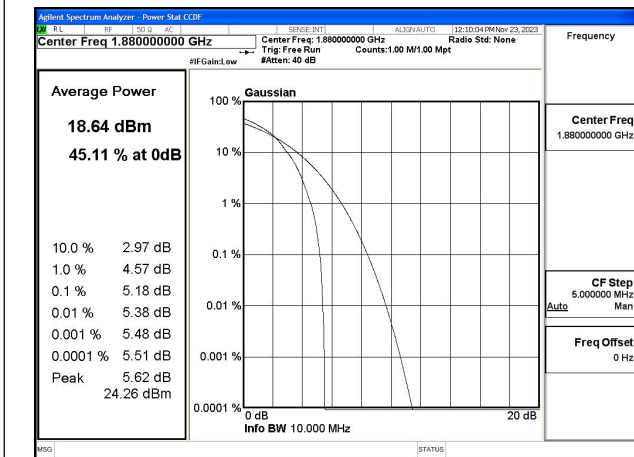 Agilent Spectrum Analyzer - Power Stat CCDF
RL RF 50 Ω AC SENSE:INT ALIGN AUTO 12:10:04 PM Nov 23, 2023
Center Freq 1.880000000 GHz
Center Freq: 1.880000000 GHz Radio Std: None
Trig: Free Run Counts:1.00 M/1.00 Mpt
#IFGain:Low #Atten: 40 dB
Frequency
Average Power
18.64 dBm
45.11 % at 0dB
10.0 % 2.97 dB
1.0 % 4.57 dB
0.1 % 5.18 dB
0.01 % 5.38 dB
0.001 % 5.48 dB
0.0001 % 5.51 dB
Peak 5.62 dB
24.26 dBm
Gaussian
100 %
10 %
1 %
0.1 %
0.01 %
0.001 %
0.0001 %
0 dB 20 dB
Info BW 10.000 MHz
Center Freq
1.880000000 GHz
CF Step
5.000000 MHz
Auto Man
Freq Offset
0 Hz
MSG STATUS